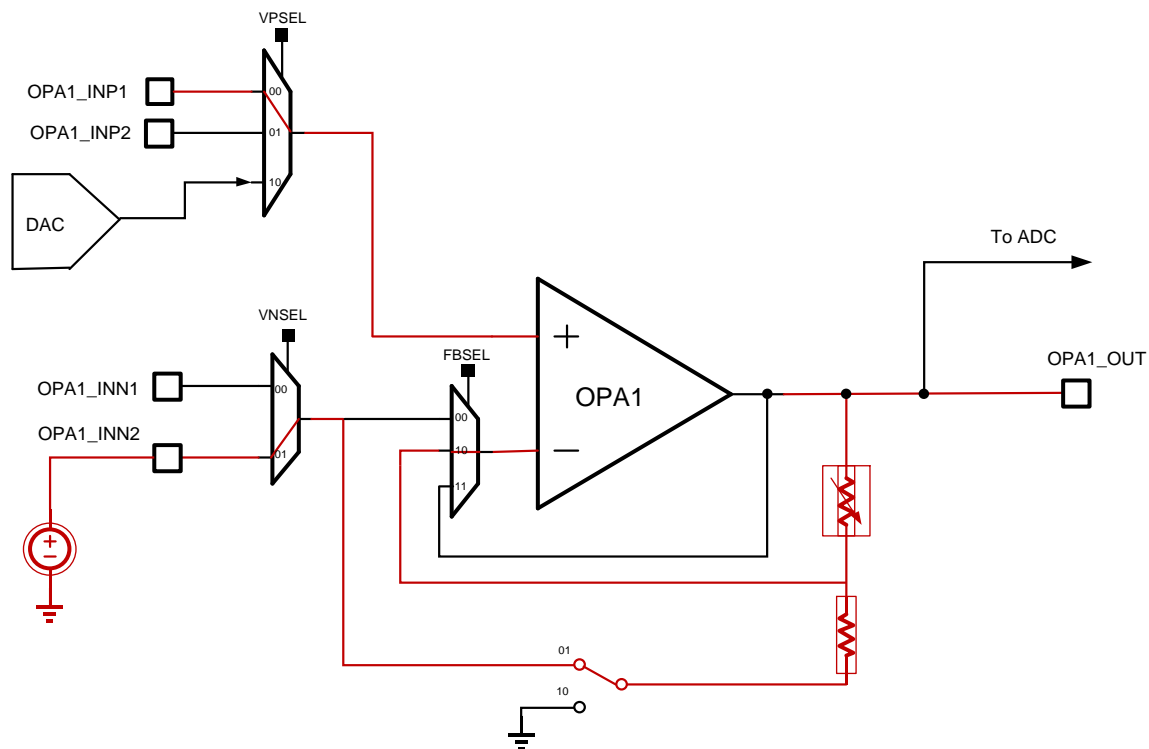 VPSEL
OPA1_INP1
00
OPA1_INP2
01
10
DAC
To ADC
VNSEL
FBSEL
OPA1_OUT
OPA1_INN1
00
OPA1
00
OPA1_INN2
01
10
11
01
10